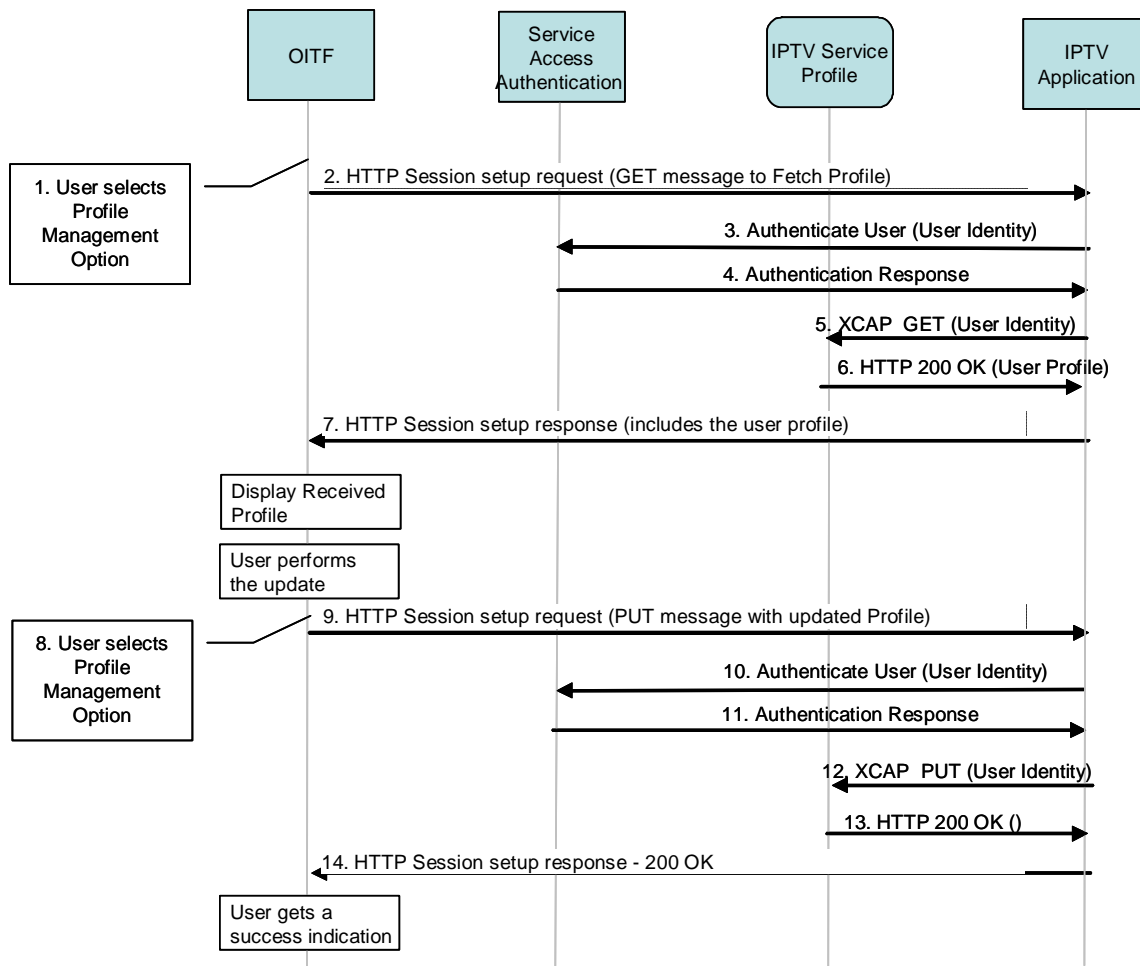 OITF
Service
Access
Authentication
IPTV Service
Profile
IPTV
Application
1. User selects
Profile
Management
Option
2. HTTP Session setup request (GET message to Fetch Profile)
3. Authenticate User (User Identity)
4. Authentication Response
5. XCAP GET (User Identity)
6. HTTP 200 OK (User Profile)
7. HTTP Session setup response (includes the user profile)
Display Received
Profile
User performs
the update
8. User selects
Profile
Management
Option
9. HTTP Session setup request (PUT message with updated Profile)
10. Authenticate User (User Identity)
11. Authentication Response
12. XCAP PUT (User Identity)
13. HTTP 200 OK ()
14. HTTP Session setup response - 200 OK
User gets a
success indication